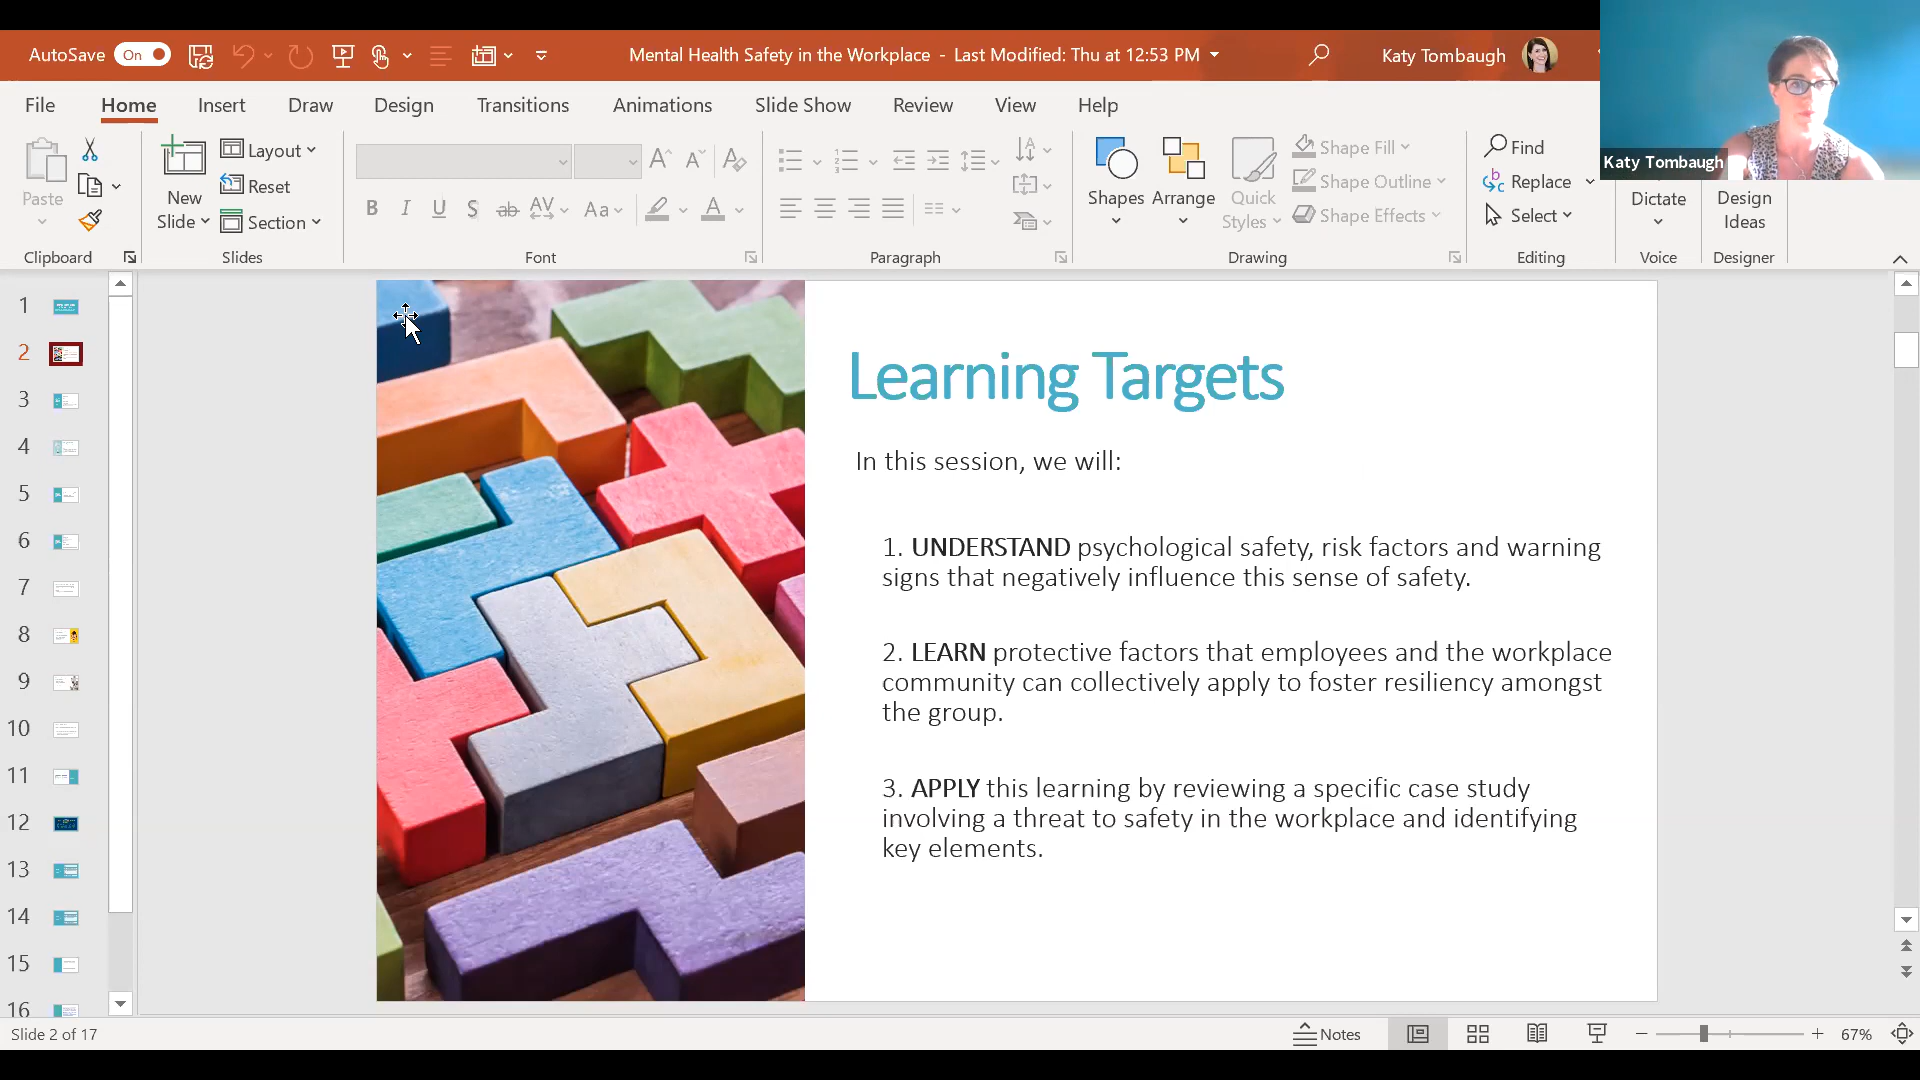 AutoSave On
Mental Health Safety in the Workplace - Last Modified: Thu at 12:53 PM
Katy Tombaugh
File Home Insert Draw Design Transitions Animations Slide Show Review View Help
Katy Tombaugh
Paste
Clipboard
New
Slide
Layout
Reset
Section
Slides
B I U S ab AV Aa A
Font
Paragraph
Shapes
Arrange
Quick
Styles
Shape Fill
Shape Outline
Shape Effects
Drawing
Find
Replace
Select
Editing
Dictate
Voice
Design
Ideas
Designer
1
2
3
4
5
6
7
8
9
10
11
12
13
14
15
16
Learning Targets
In this session, we will:
1. UNDERSTAND psychological safety, risk factors and warning
signs that negatively influence this sense of safety.
2. LEARN protective factors that employees and the workplace
community can collectively apply to foster resiliency amongst
the group.
3. APPLY this learning by reviewing a specific case study
involving a threat to safety in the workplace and identifying
key elements.
Slide 2 of 17
Notes
67%